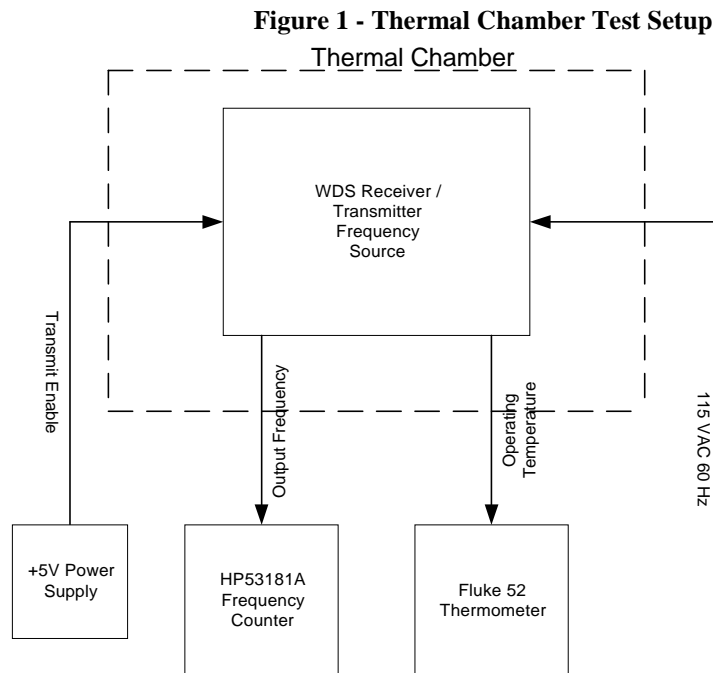 Figure 1 - Thermal Chamber Test Setup
Thermal Chamber
WDS Receiver /
Transmitter
Frequency
Source
Transmit Enable
Output Frequency
Operating
Temperature
115 VAC 60 Hz
+5V Power
Supply
HP53181A
Frequency
Counter
Fluke 52
Thermometer